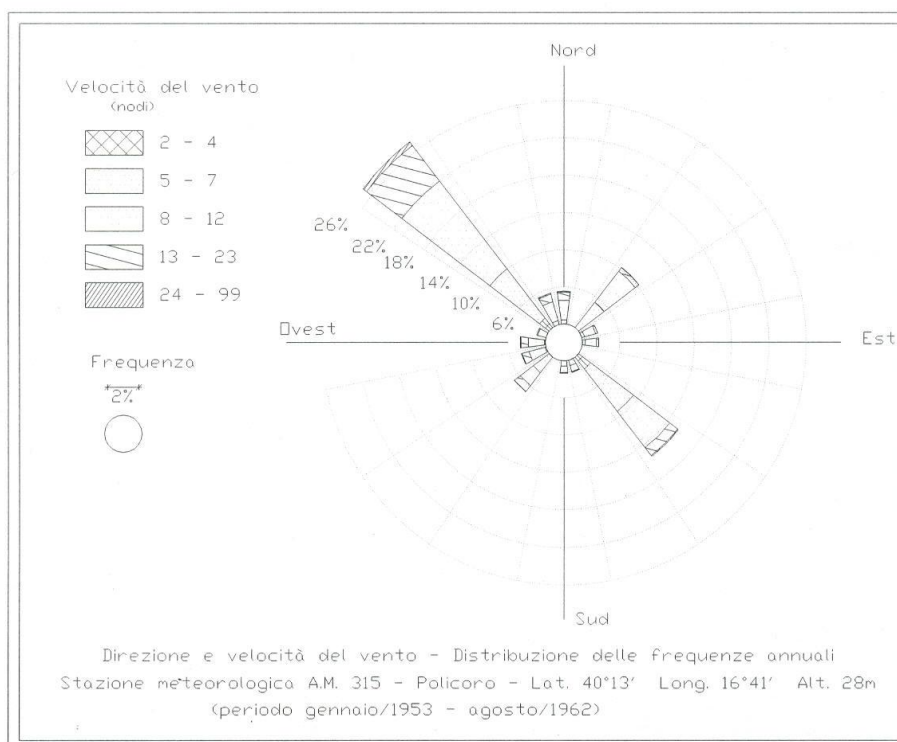 Nord
Velocità del vento
(nodi)
2 - 4
5 - 7
8 - 12
13 - 23
24 - 99
26%
22%
18%
14%
10%
6%
Ovest
Est
Frequenza
2%
Sud
Direzione e velocità del vento - Distribuzione delle frequenze annuali
Stazione meteorologica A.M. 315 - Policoro - Lat. 40°13' Long. 16°41' Alt. 28m
(periodo gennaio/1953 - agosto/1962)